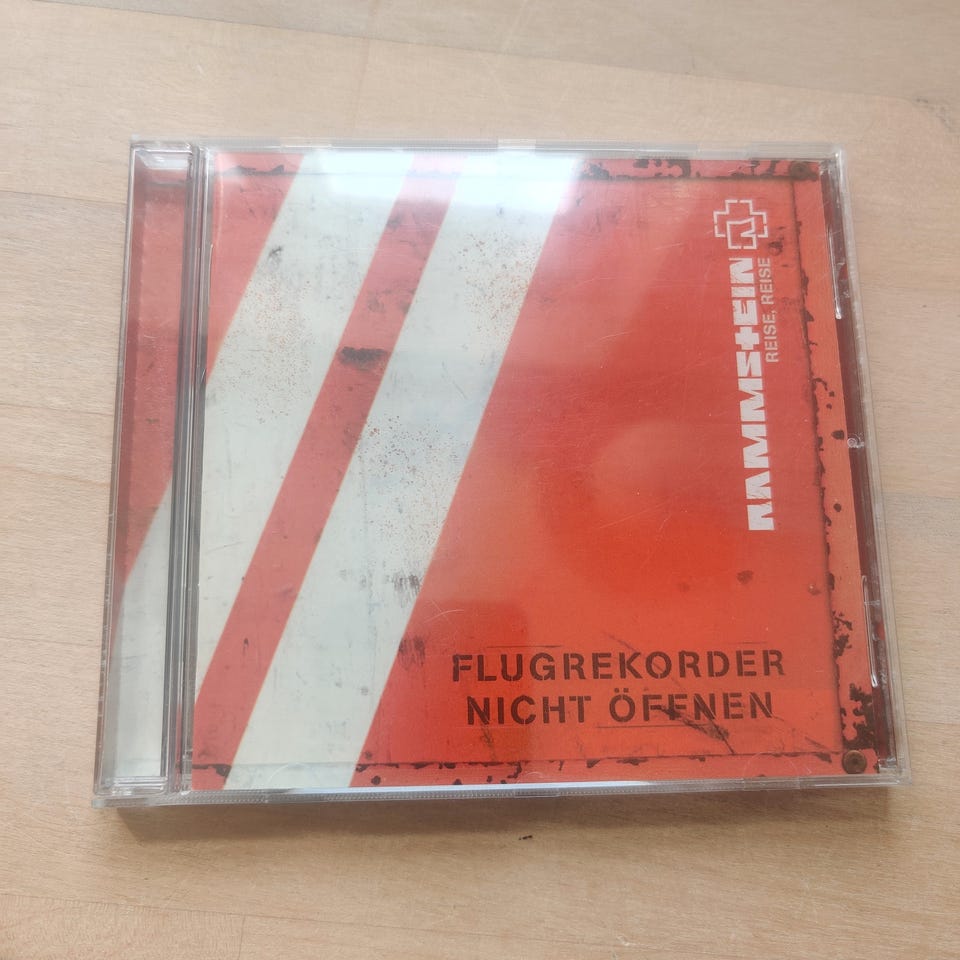 RAMMSTEIN
REISE, REISE
FLUGREKORDER
NICHT ÖFFNEN